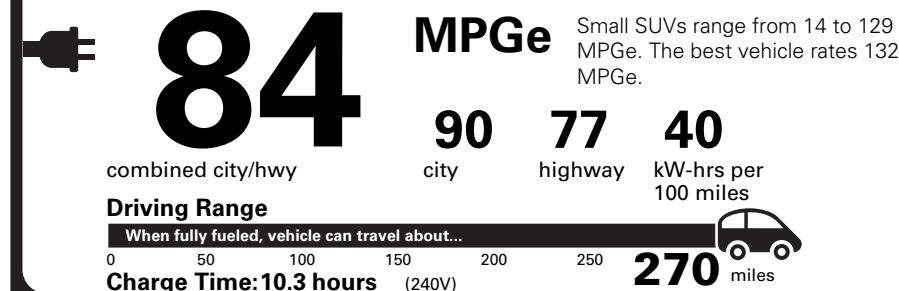 84
MPGe
Small SUVs range from 14 to 129
MPGe. The best vehicle rates 132
MPGe.
combined city/hwy
90
city
77
highway
40
kW-hrs per
100 miles
Driving Range
When fully fueled, vehicle can travel about...
0 50 100 150 200 250 270 miles
Charge Time: 10.3 hours (240V)